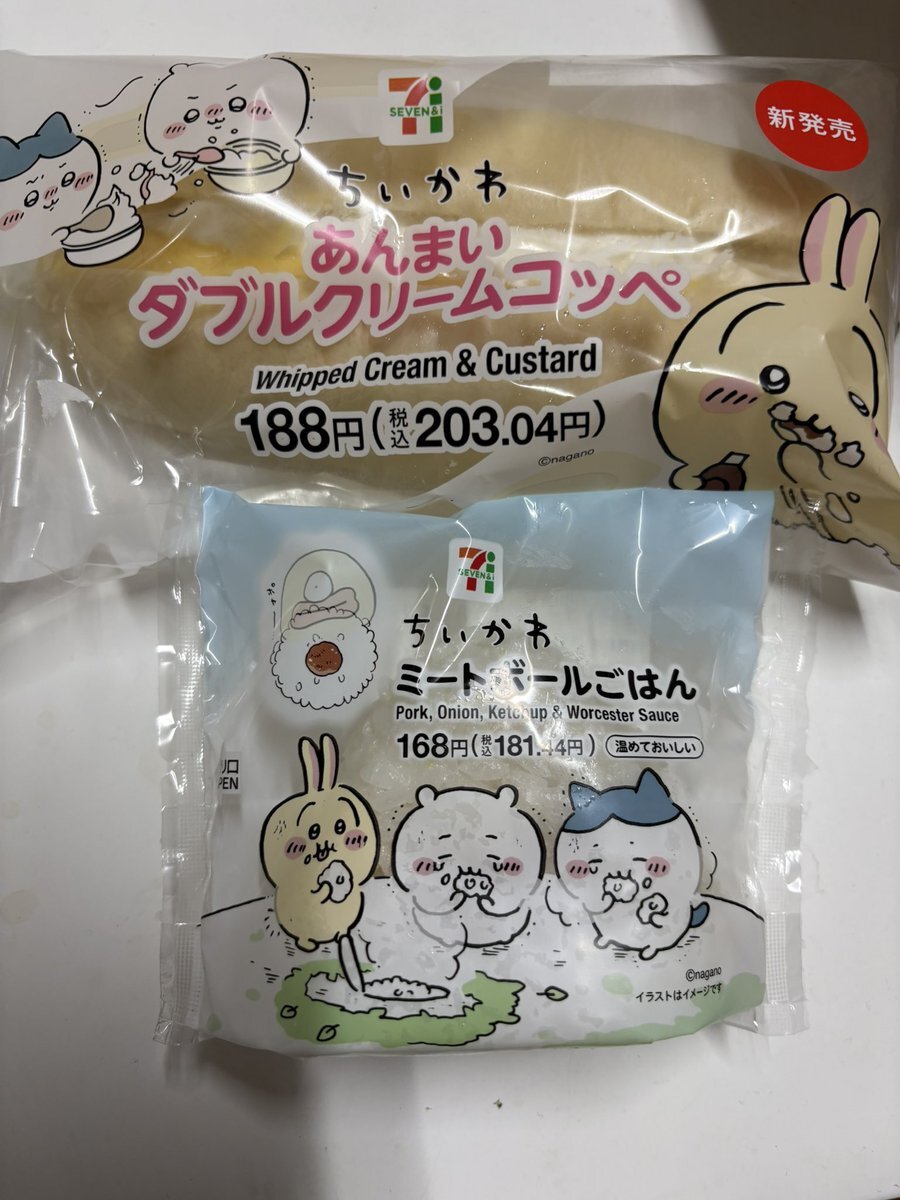 SEVEN&i
新発売
ちいかわ
あんまい
ダブルクリームコッペ
Whipped Cream & Custard
188円(税込203.04円)
©nagano
SEVEN&i
ちいかわ
ミートボールごはん
Pork, Onion, Ketchup & Worcester Sauce
168円(税込181.44円)
温めておいしい
©nagano
イラストはイメージです